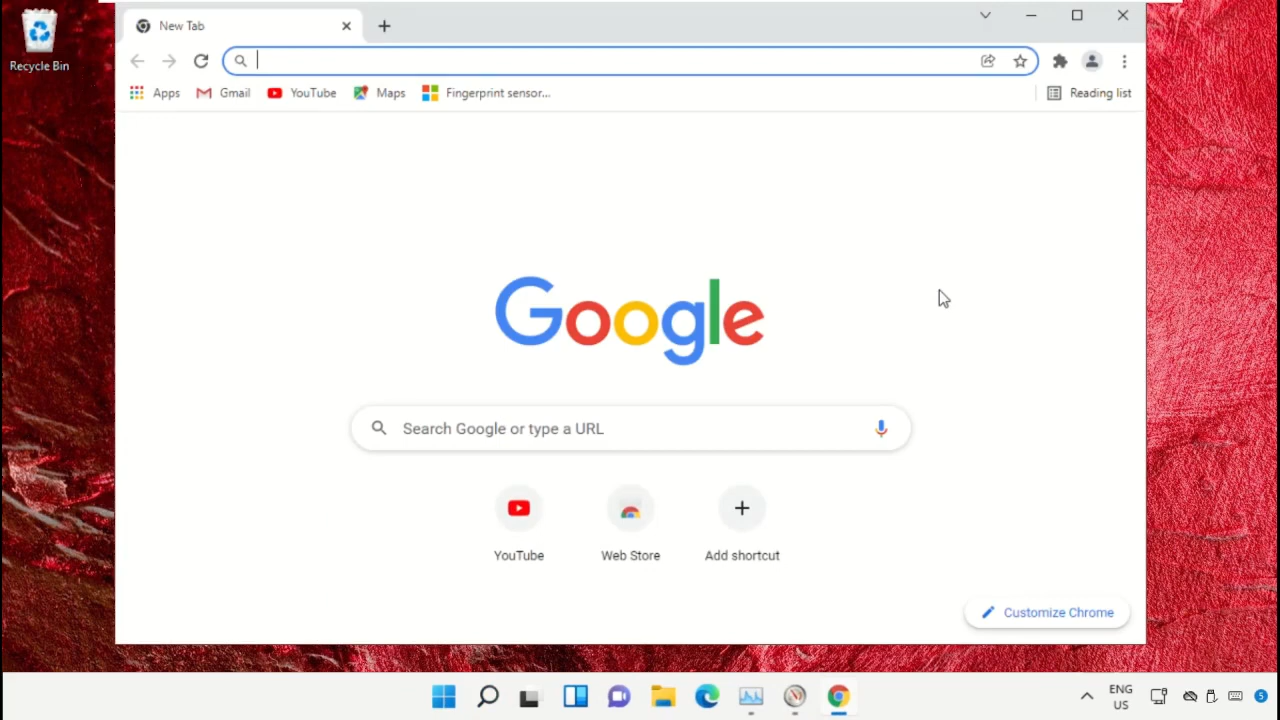 Recycle Bin
New Tab
Apps
Gmail
YouTube
Maps
Fingerprint sensor...
Reading list
Google
Search Google or type a URL
YouTube
Web Store
Add shortcut
Customize Chrome
ENG
US
5